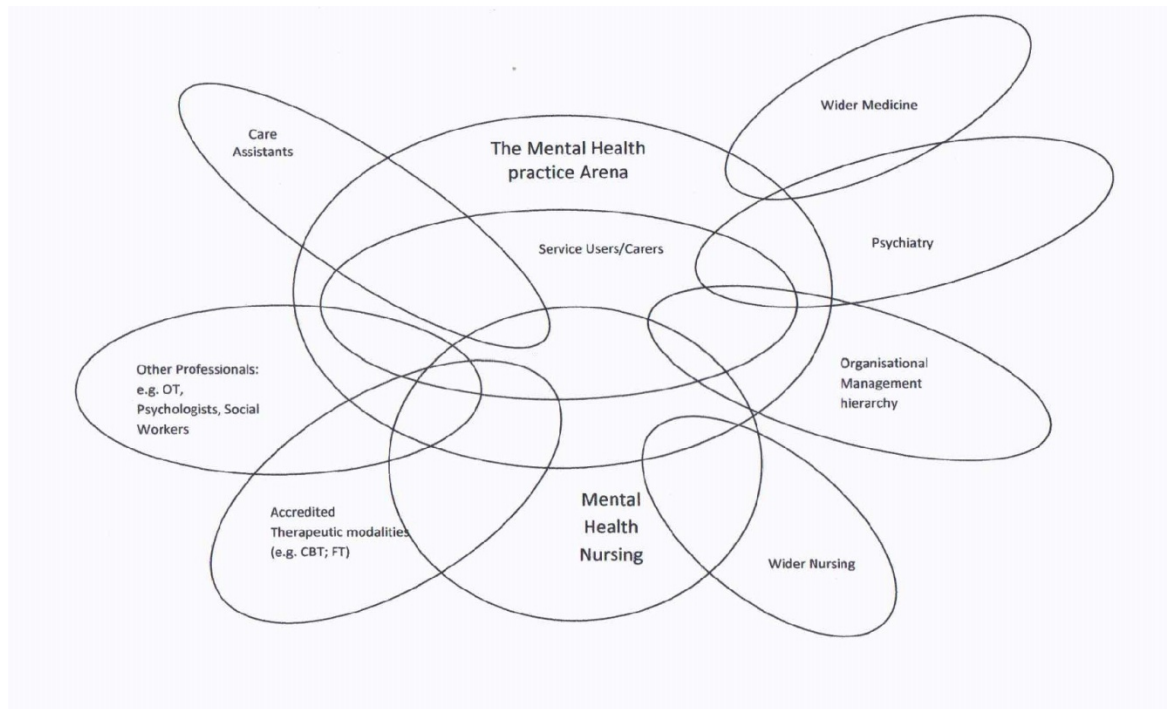 Wider Medicine
Care
Assistants
The Mental Health
practice Arena
Service Users/Carers
Psychiatry
Other Professionals:
e.g. OT,
Psychologists, Social
Workers
Organisational
Management
hierarchy
Accredited
Therapeutic modalities
(e.g. CBT; FT)
Mental
Health
Nursing
Wider Nursing